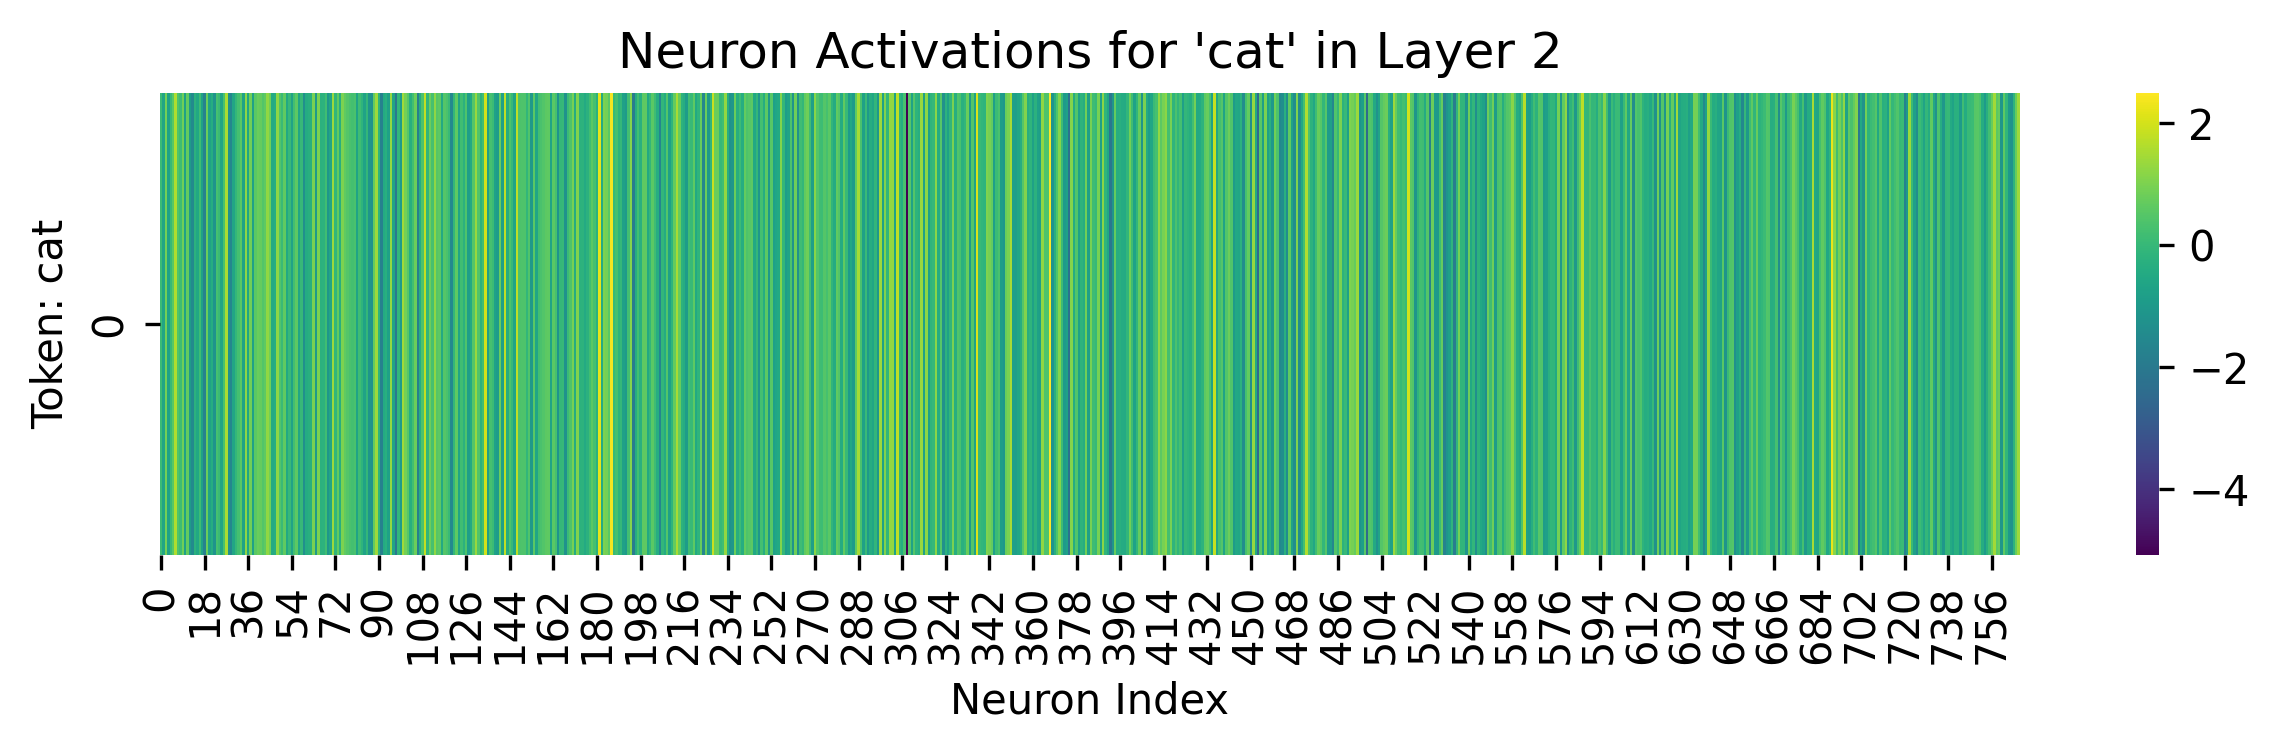 Neuron Activations for 'cat' in Layer 2
Token: cat
0
2
0
−2
−4
0 18 36 54 72 90 108 126 144 162 180 198 216 234 252 270 288 306 324 342 360 378 396 414 432 450 468 486 504 522 540 558 576 594 612 630 648 666 684 702 720 738 756
Neuron Index